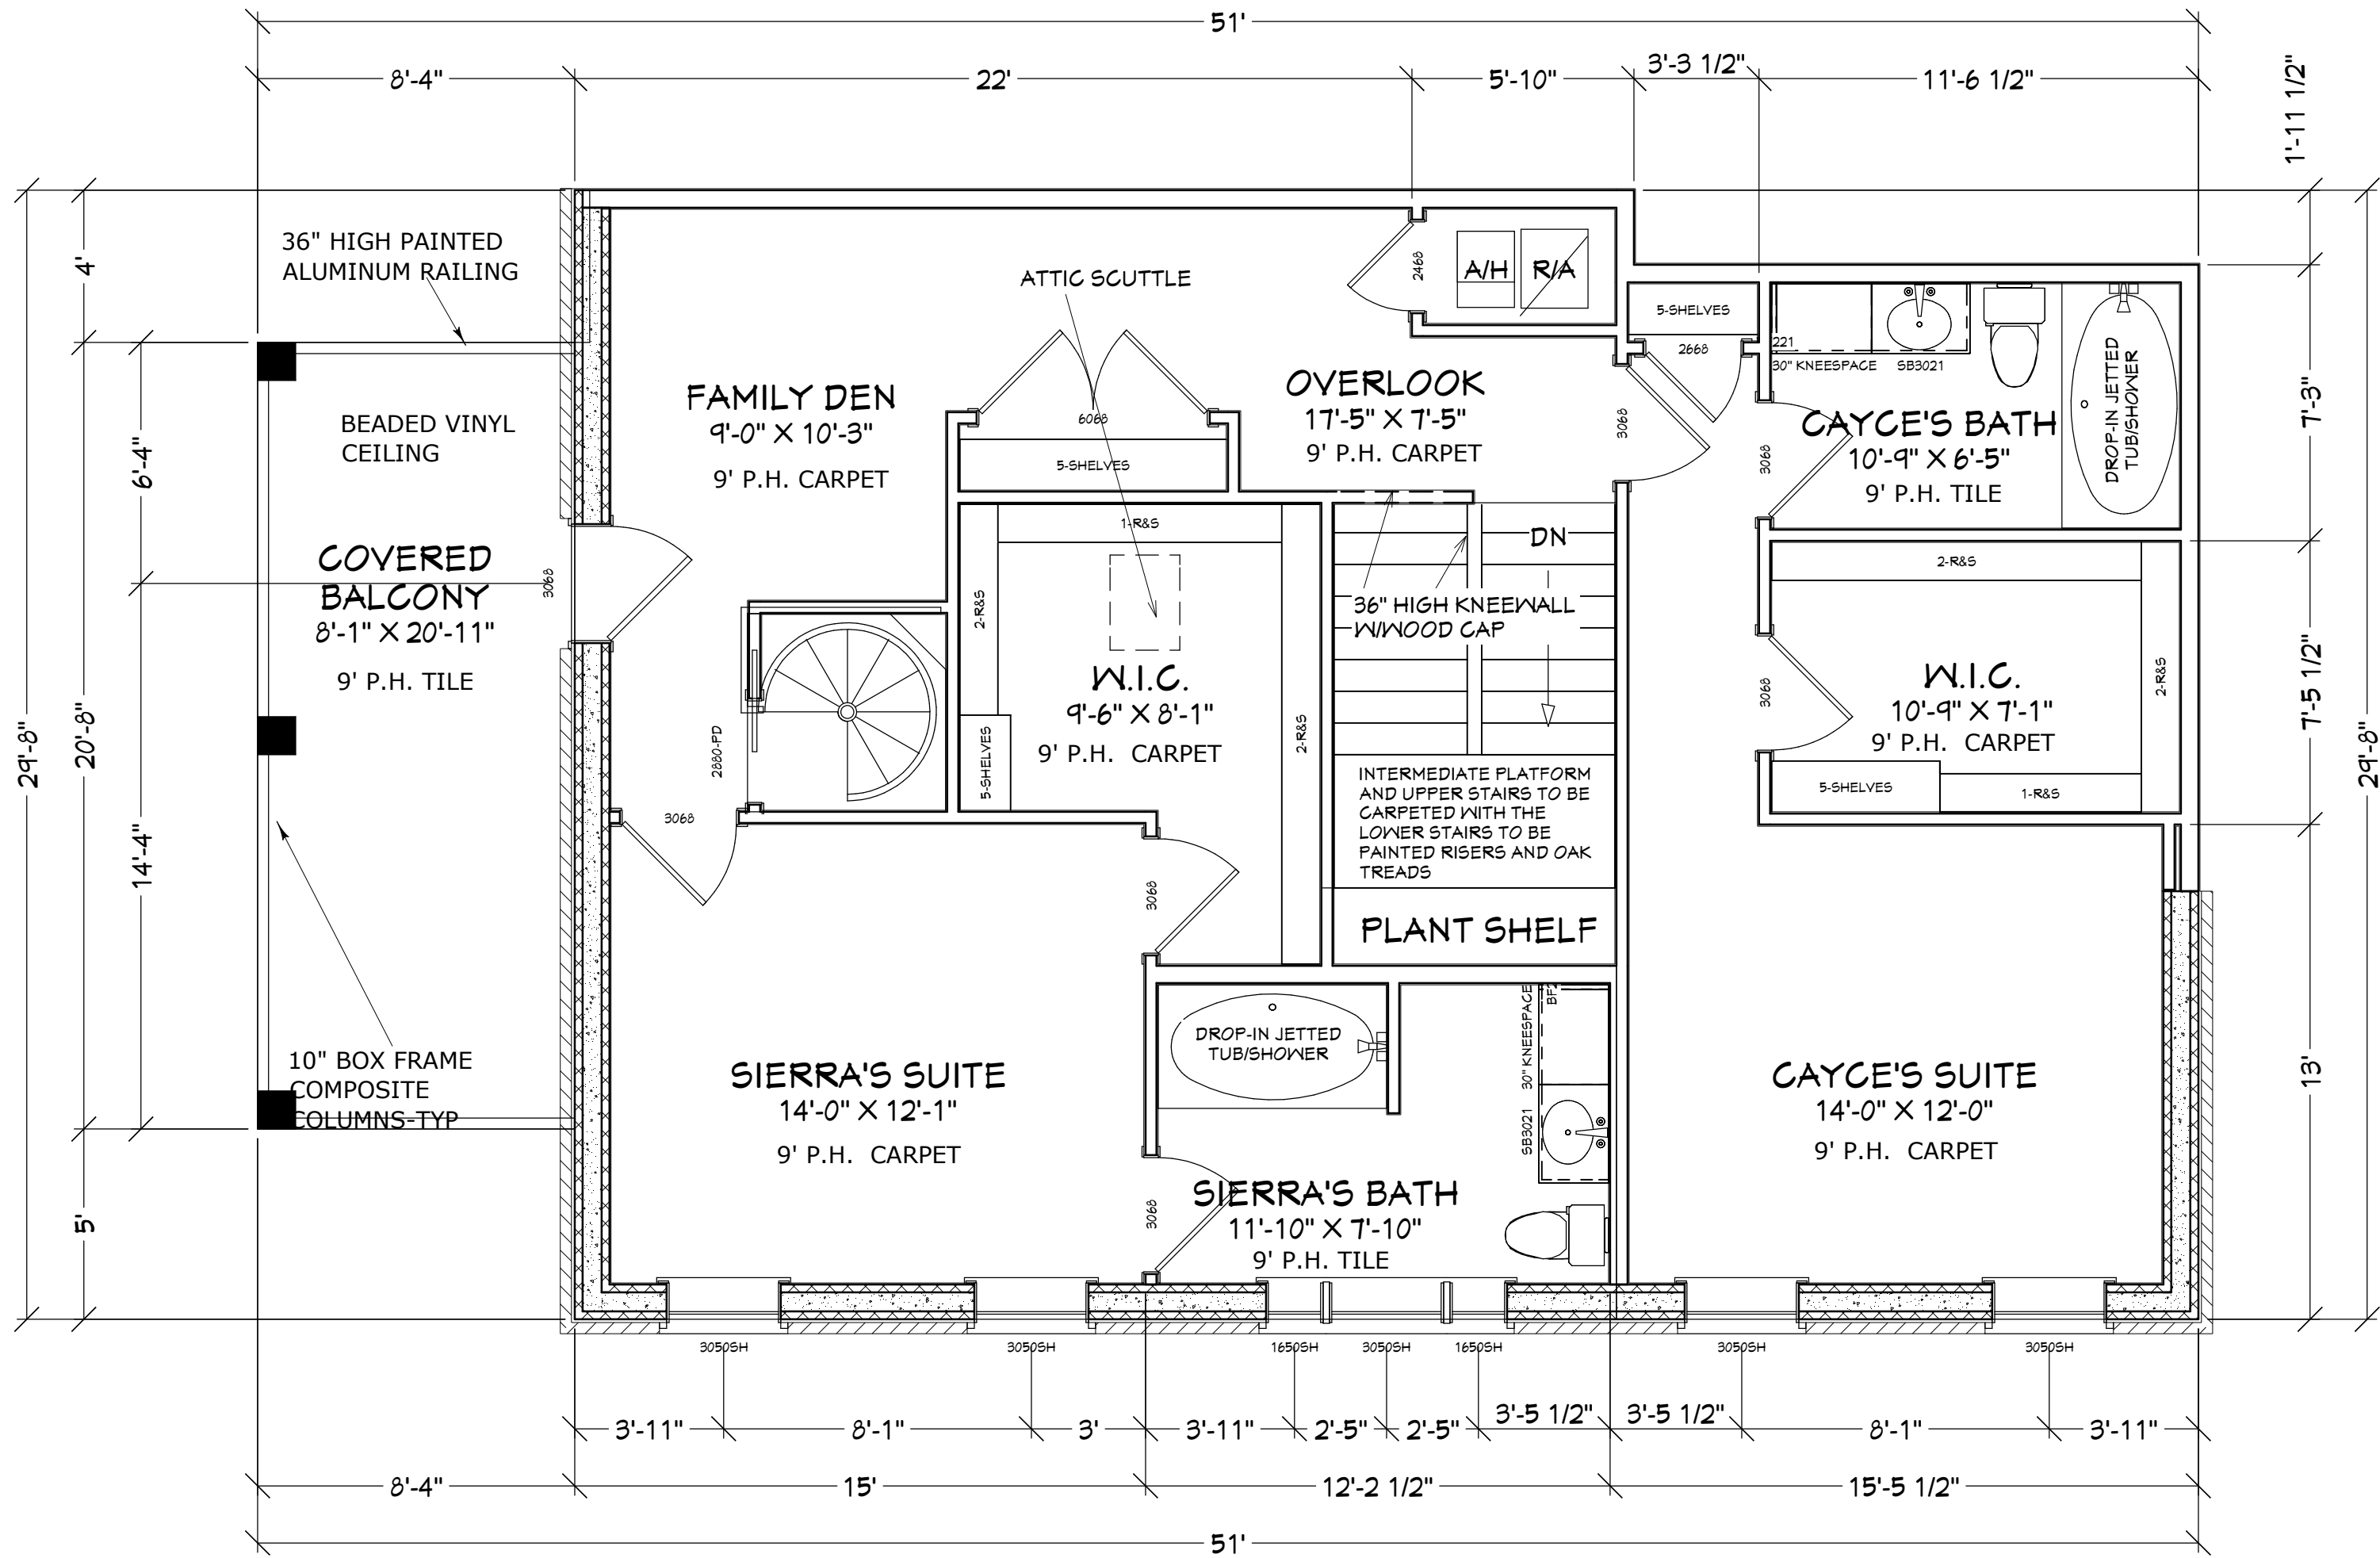 51'
8'-4"
22'
5'-10"
3'-3 1/2"
11'-6 1/2"
1'-11 1/2"
36" HIGH PAINTED
ALUMINUM RAILING
4'
ATTIC SCUTTLE
2468
A/H
R/A
5-SHELVES
2668
221
30" KNEESPACE
SB3021
DROP-IN JETTED
TUB/SHOWER
7'-3"
BEADED VINYL
CEILING
6'-4"
FAMILY DEN
9'-0" X 10'-3"
9' P.H. CARPET
6068
5-SHELVES
OVERLOOK
17'-5" X 7'-5"
9' P.H. CARPET
3068
3068
CAYCE'S BATH
10'-9" X 6'-5"
9' P.H. TILE
COVERED
BALCONY
8'-1" X 20'-11"
9' P.H. TILE
3068
1-R&S
2-R&S
DN
36" HIGH KNEEWALL
W/WOOD CAP
2-R&S
W.I.C.
9'-6" X 8'-1"
9' P.H. CARPET
2-R&S
5-SHELVES
2880-PD
3068
W.I.C.
10'-9" X 7'-1"
9' P.H. CARPET
2-R&S
5-SHELVES
1-R&S
7'-5 1/2"
29'-8"
20'-8"
29'-8"
14'-4"
3068
INTERMEDIATE PLATFORM
AND UPPER STAIRS TO BE
CARPETED WITH THE
LOWER STAIRS TO BE
PAINTED RISERS AND OAK
TREADS
3068
PLANT SHELF
10" BOX FRAME
COMPOSITE
COLUMNS-TYP
SIERRA'S SUITE
14'-0" X 12'-1"
9' P.H. CARPET
DROP-IN JETTED
TUB/SHOWER
30" KNEESPACE
SB3021
CAYCE'S SUITE
14'-0" X 12'-0"
9' P.H. CARPET
13'
5'
3068
SIERRA'S BATH
11'-10" X 7'-10"
9' P.H. TILE
3050SH
3050SH
1650SH
3050SH
1650SH
3050SH
3050SH
3'-11"
8'-1"
3'
3'-11"
2'-5"
2'-5"
3'-5 1/2"
3'-5 1/2"
8'-1"
3'-11"
8'-4"
15'
12'-2 1/2"
15'-5 1/2"
51'